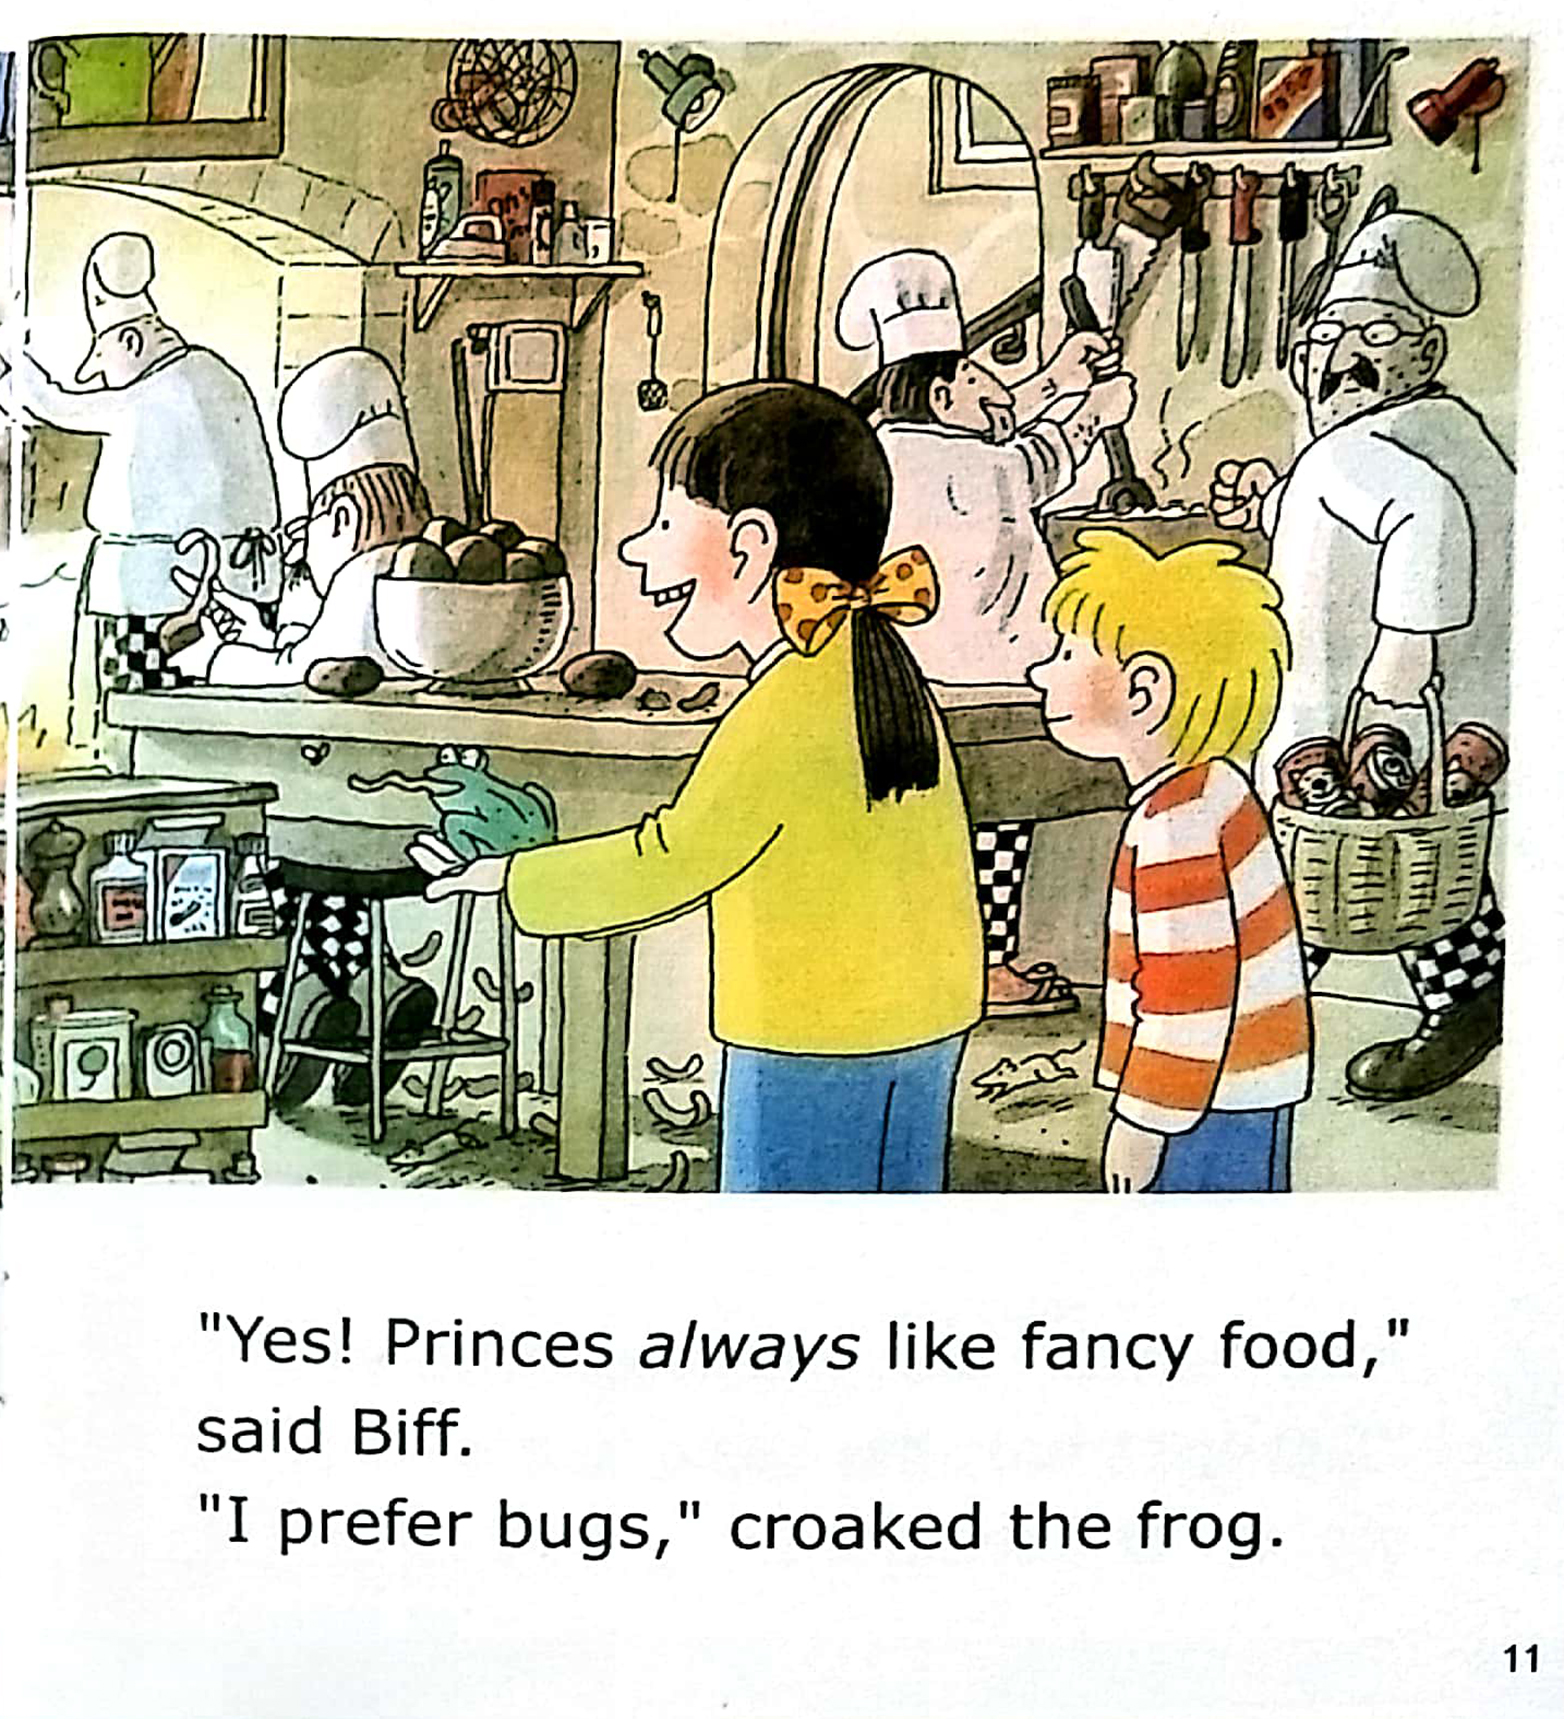 "Yes! Princes always like fancy food,"
said Biff.
"I prefer bugs," croaked the frog.
11